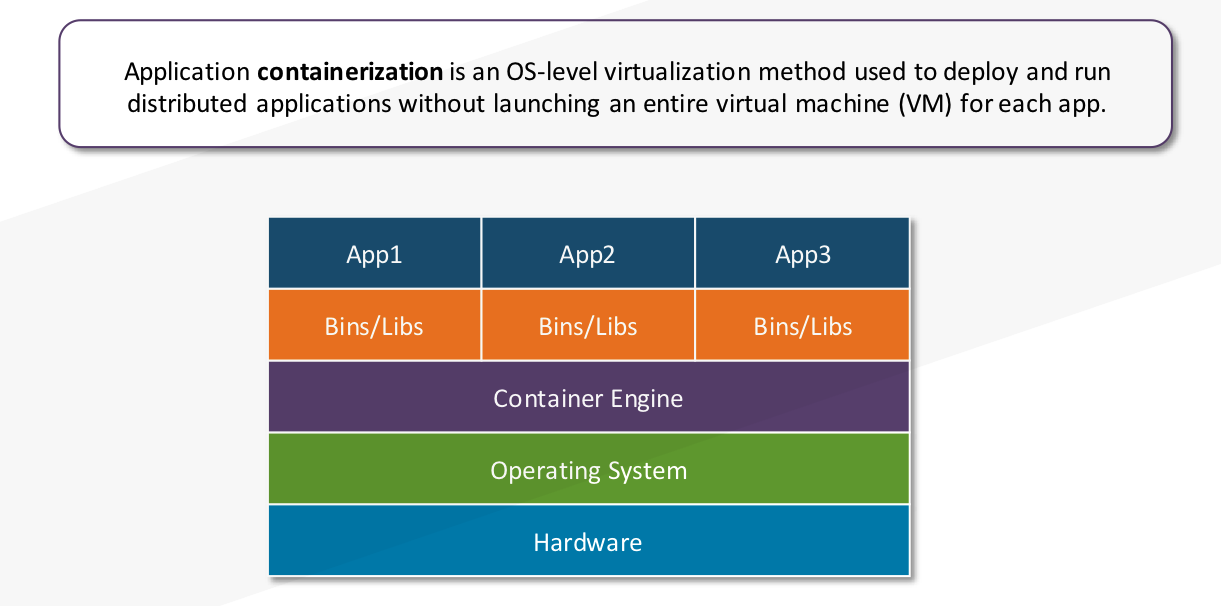 Application containerization is an OS-level virtualization method used to deploy and run
distributed applications without launching an entire virtual machine (VM) for each app.
App1 App2 App3
Bins/Libs Bins/Libs Bins/Libs
Container Engine
Operating System
Hardware